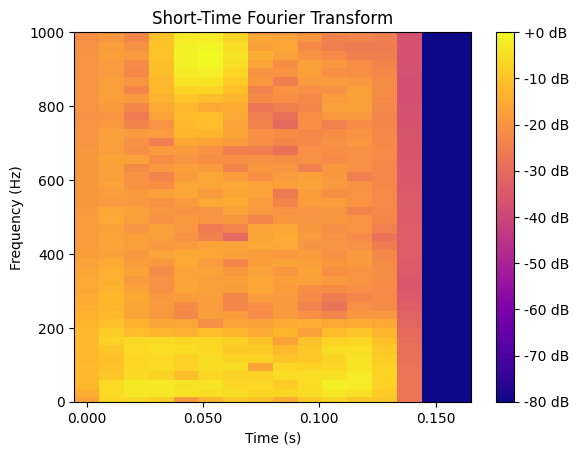 Short-Time Fourier Transform
1000
800
600
400
200
0
Frequency (Hz)
0.000
0.050
0.100
0.150
Time (s)
+0 dB
-10 dB
-20 dB
-30 dB
-40 dB
-50 dB
-60 dB
-70 dB
-80 dB